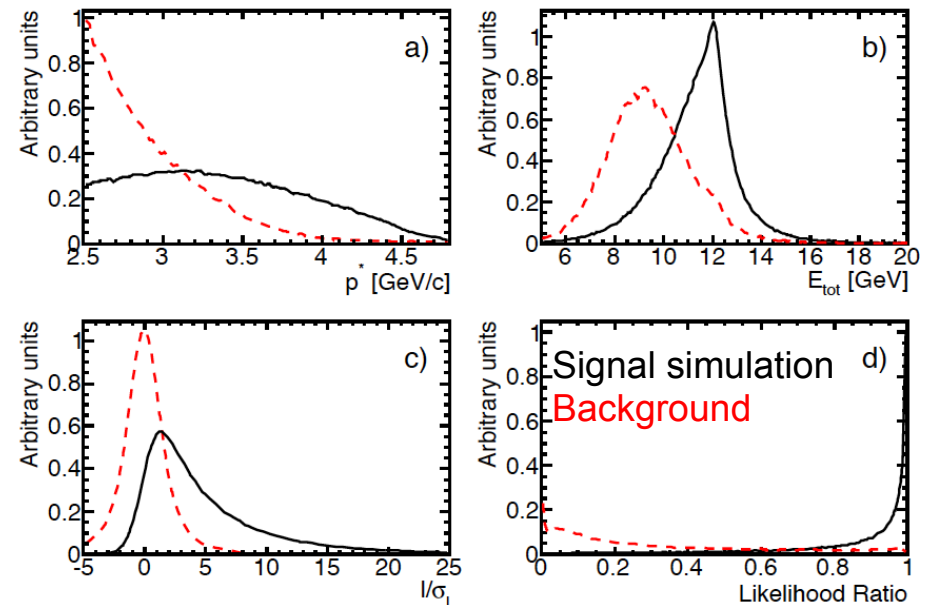 Arbitrary units
1
0.8
0.6
0.4
0.2
0
a)
2.5 3 3.5 4 4.5
p* [GeV/c]
Arbitrary units
1
0.8
0.6
0.4
0.2
0
b)
6 8 10 12 14 16 18 20
E_tot [GeV]
Arbitrary units
1
0.8
0.6
0.4
0.2
0
c)
-5 0 5 10 15 20 25
l/σ_l
Arbitrary units
1
0.8
0.6
0.4
0.2
0
Signal simulation d)
Background
0 0.2 0.4 0.6 0.8 1
Likelihood Ratio